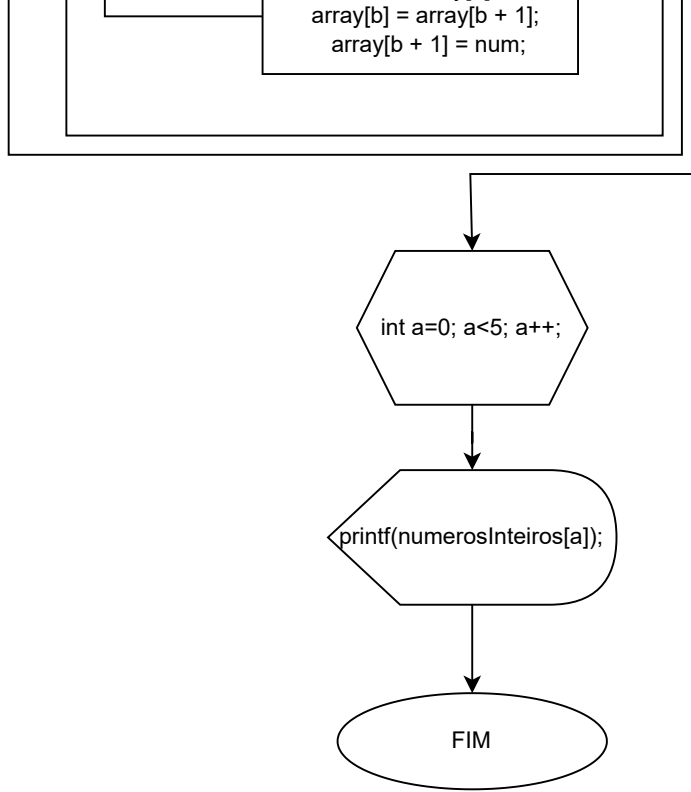 array[b] = array[b + 1];
array[b + 1] = num;
int a=0; a<5; a++;
printf(numerosInteiros[a]);
FIM